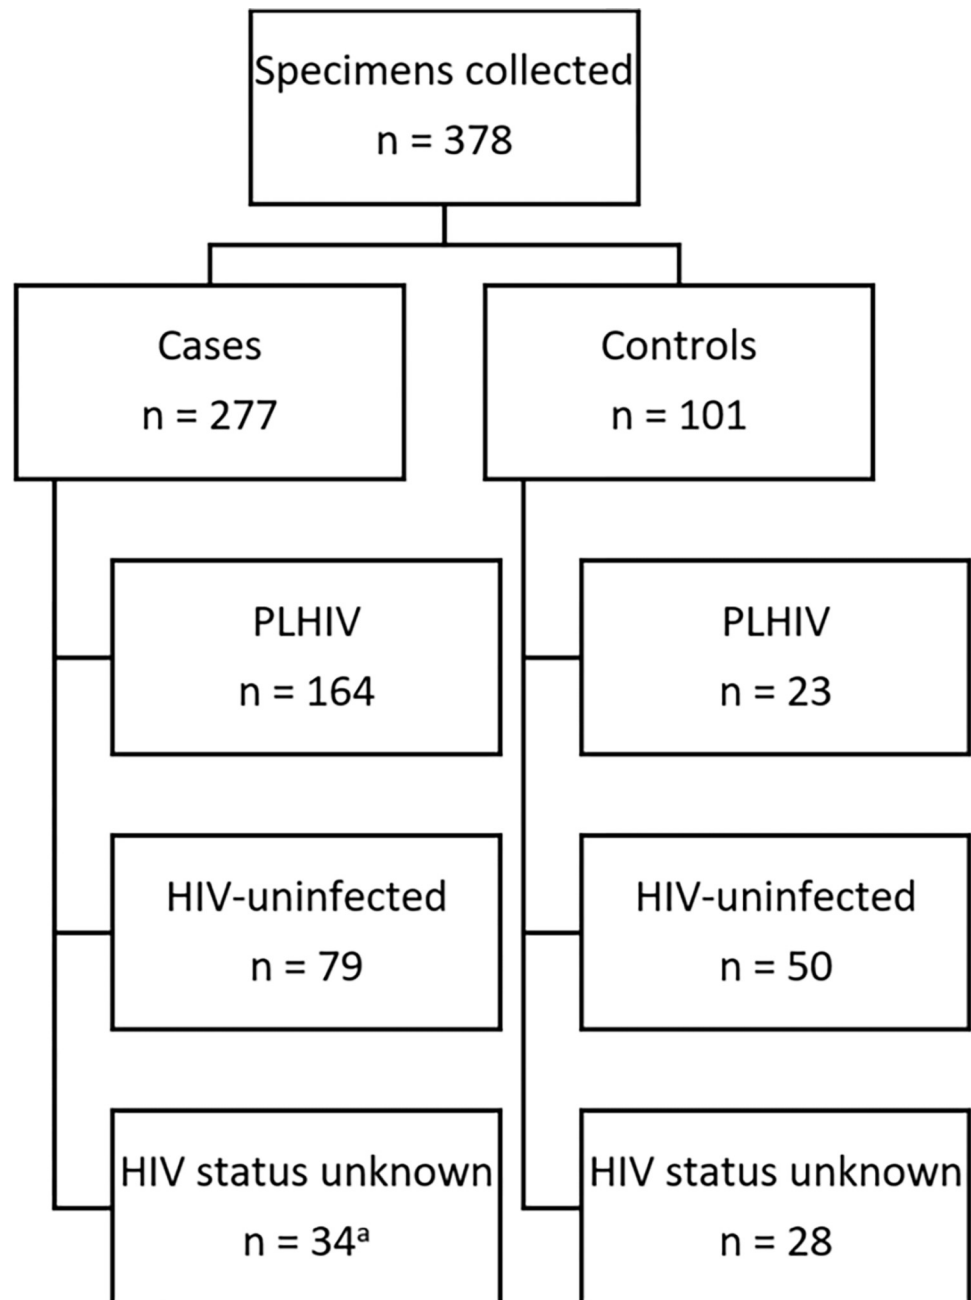 Specimens collected
n = 378
Cases
n = 277
Controls
n = 101
PLHIV
n = 164
HIV-uninfected
n = 79
HIV status unknown
n = 34ᵃ
PLHIV
n = 23
HIV-uninfected
n = 50
HIV status unknown
n = 28